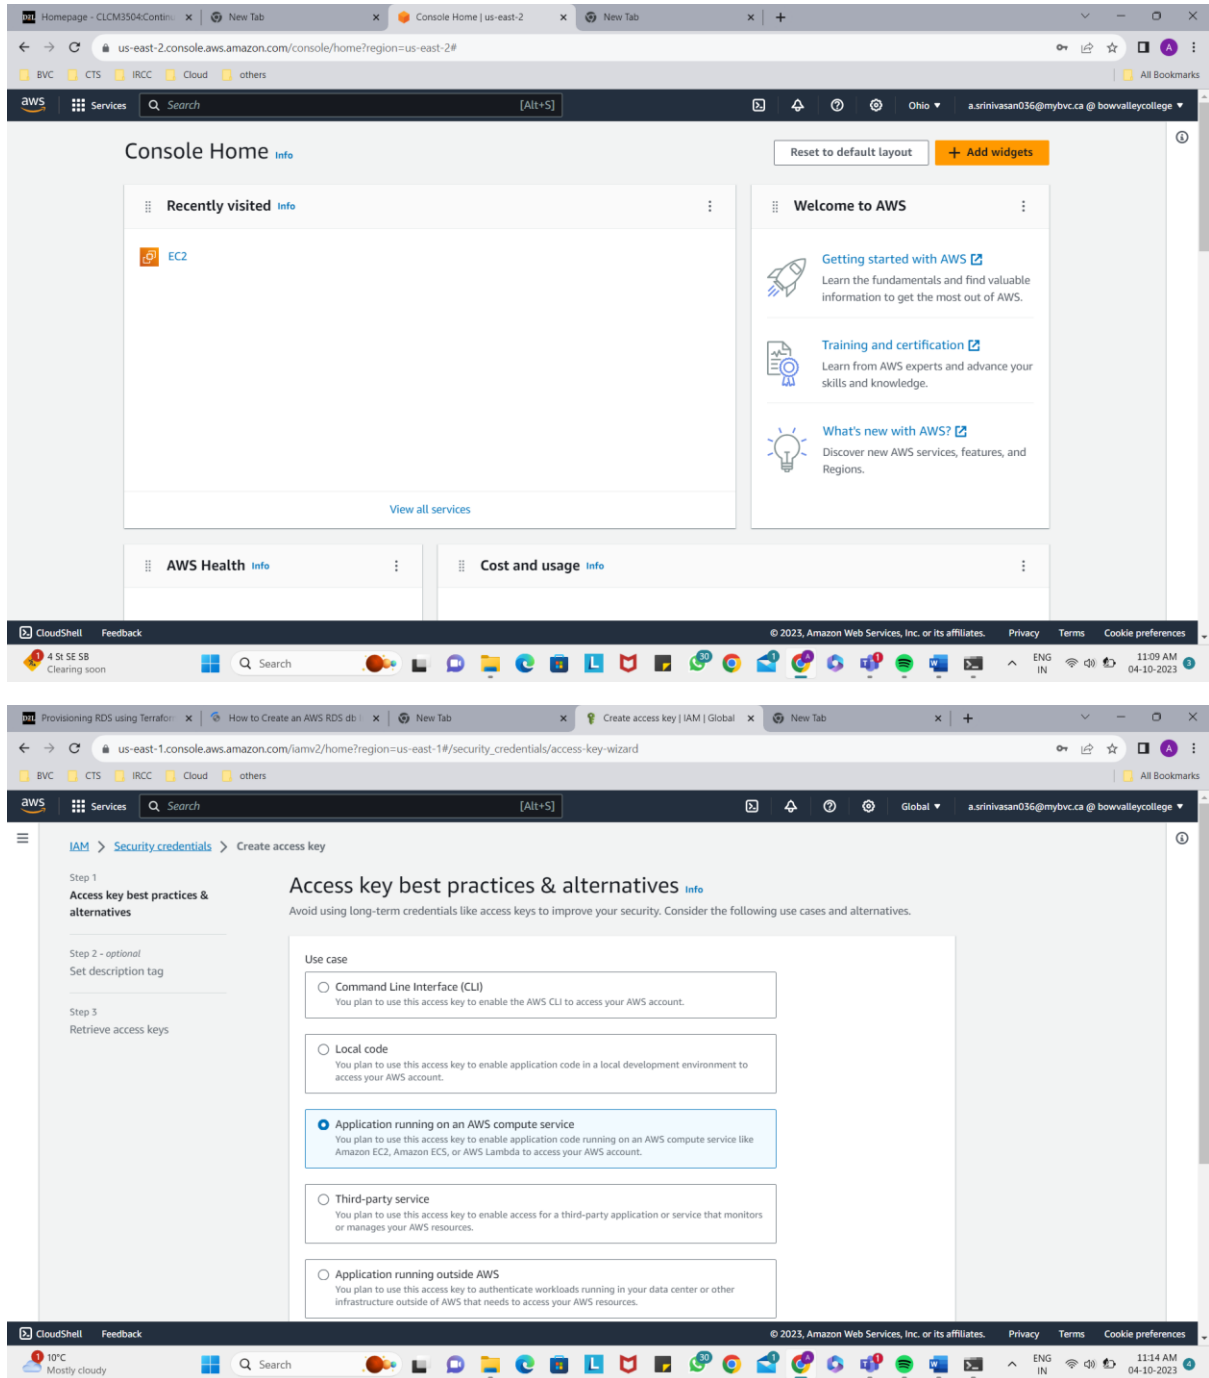 Homepage - CLCM3504:Contin
New Tab
Console Home | us-east-2
New Tab
us-east-2.console.aws.amazon.com/console/home?region=us-east-2#
BVC CTS IRCC Cloud others All Bookmarks
aws Services Search [Alt+S] Ohio a.srinivasan036@mybvc.ca @ bowvalleycollege
Console Home Info
Reset to default layout
Add widgets
Recently visited Info
EC2
View all services
Welcome to AWS
Getting started with AWS
Learn the fundamentals and find valuable
information to get the most out of AWS.
Training and certification
Learn from AWS experts and advance your
skills and knowledge.
What's new with AWS?
Discover new AWS services, features, and
Regions.
AWS Health Info
Cost and usage Info
CloudShell Feedback © 2023, Amazon Web Services, Inc. or its affiliates. Privacy Terms Cookie preferences
4 St SE SB
Clearing soon
Search
30
ENG
IN
11:09 AM
04-10-2023
Provisioning RDS using Terraform
How to Create an AWS RDS db
New Tab
Create access key | IAM | Global
New Tab
us-east-1.console.aws.amazon.com/iamv2/home?region=us-east-1#/security_credentials/access-key-wizard
BVC CTS IRCC Cloud others All Bookmarks
aws Services Search [Alt+S] Global a.srinivasan036@mybvc.ca @ bowvalleycollege
IAM > Security credentials > Create access key
Step 1
Access key best practices &
alternatives
Step 2 - optional
Set description tag
Step 3
Retrieve access keys
Access key best practices & alternatives Info
Avoid using long-term credentials like access keys to improve your security. Consider the following use cases and alternatives.
Use case
Command Line Interface (CLI)
You plan to use this access key to enable the AWS CLI to access your AWS account.
Local code
You plan to use this access key to enable application code in a local development environment to
access your AWS account.
Application running on an AWS compute service
You plan to use this access key to enable application code running on an AWS compute service like
Amazon EC2, Amazon ECS, or AWS Lambda to access your AWS account.
Third-party service
You plan to use this access key to enable access for a third-party application or service that monitors
or manages your AWS resources.
Application running outside AWS
You plan to use this access key to authenticate workloads running in your data center or other
infrastructure outside of AWS that needs to access your AWS resources.
CloudShell Feedback © 2023, Amazon Web Services, Inc. or its affiliates. Privacy Terms Cookie preferences
10°C
Mostly cloudy
Search
30
ENG
IN
11:14 AM
04-10-2023